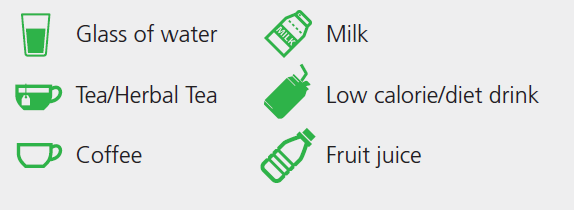 Glass of water
Tea/Herbal Tea
Coffee
MILK
Milk
Low calorie/diet drink
Fruit juice